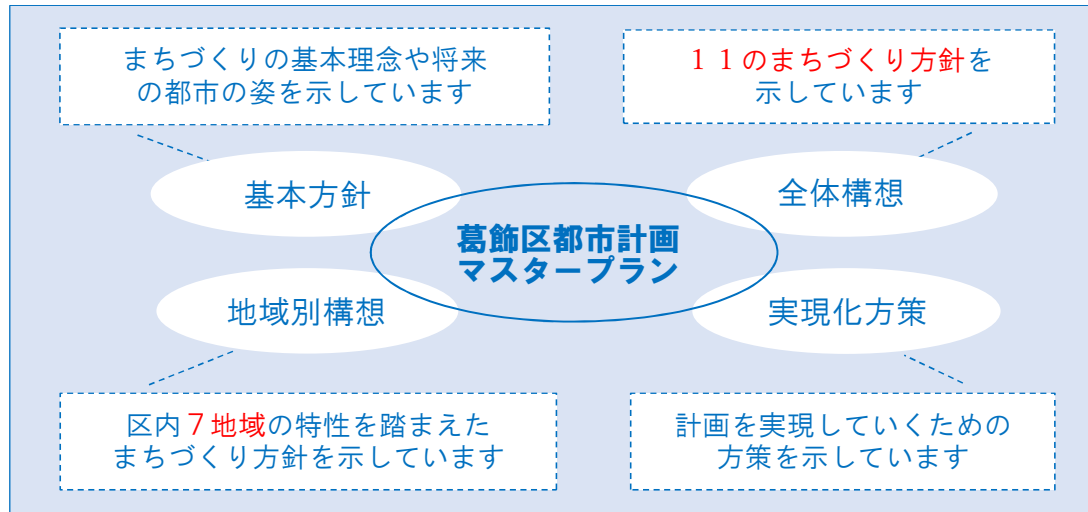 まちづくりの基本理念や将来
の都市の姿を示しています
１１のまちづくり方針を
示しています
基本方針
全体構想
葛飾区都市計画
マスタープラン
地域別構想
実現化方策
区内７地域の特性を踏まえた
まちづくり方針を示しています
計画を実現していくための
方策を示しています